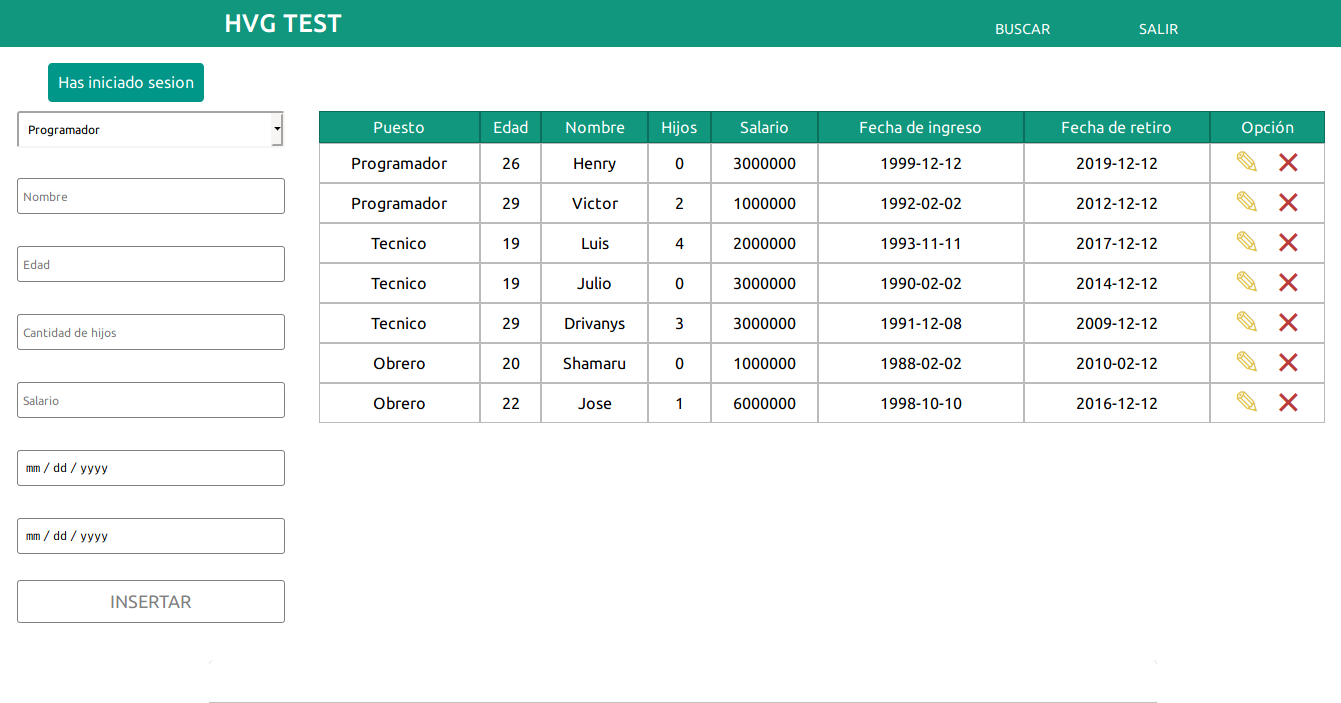 HVG TEST BUSCAR SALIR
Has iniciado sesion
Programador
Nombre
Edad
Cantidad de hijos
Salario
mm / dd / yyyy
mm / dd / yyyy
INSERTAR
Puesto Edad Nombre Hijos Salario Fecha de ingreso Fecha de retiro Opción
Programador 26 Henry 0 3000000 1999-12-12 2019-12-12
Programador 29 Victor 2 1000000 1992-02-02 2012-12-12
Tecnico 19 Luis 4 2000000 1993-11-11 2017-12-12
Tecnico 19 Julio 0 3000000 1990-02-02 2014-12-12
Tecnico 29 Drivanys 3 3000000 1991-12-08 2009-12-12
Obrero 20 Shamaru 0 1000000 1988-02-02 2010-02-12
Obrero 22 Jose 1 6000000 1998-10-10 2016-12-12